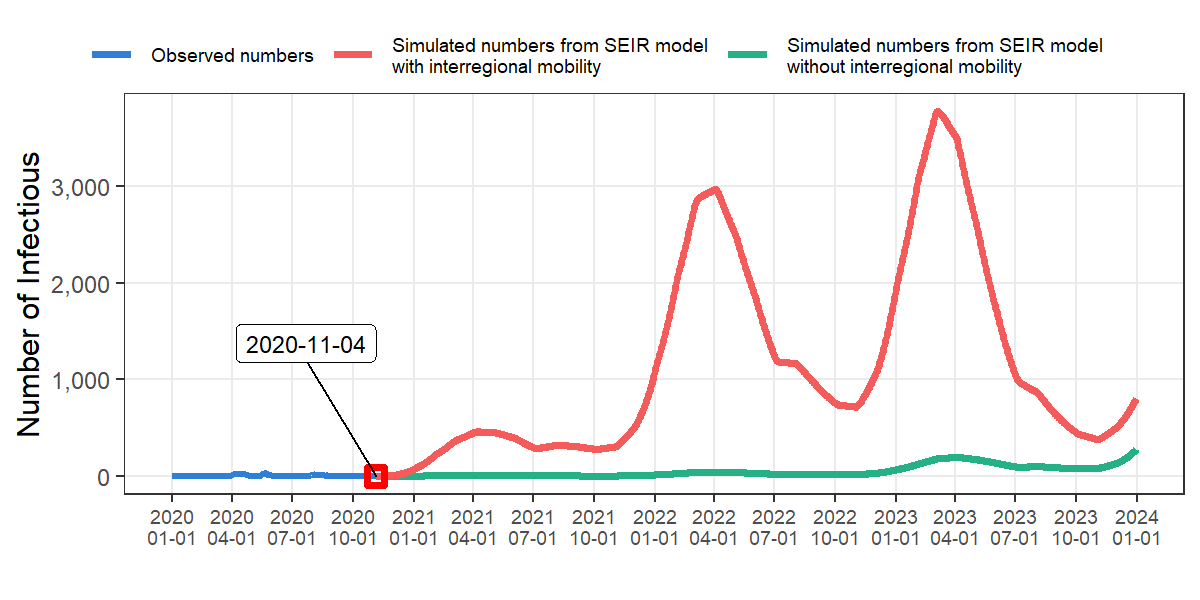 Observed numbers
Simulated numbers from SEIR model
with interregional mobility
Simulated numbers from SEIR model
without interregional mobility
Number of Infectious
3,000
2,000
1,000
0
2020-11-04
2020 2020 2020 2020 2021 2021 2021 2021 2022 2022 2022 2022 2023 2023 2023 2023 2024
01-01 04-01 07-01 10-01 01-01 04-01 07-01 10-01 01-01 04-01 07-01 10-01 01-01 04-01 07-01 10-01 01-01